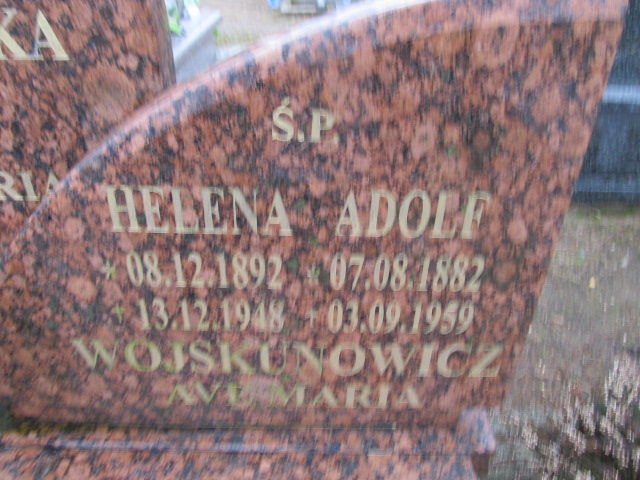 KA
RIA
Ś.P.
HELENA ADOLF
* 08.12.1892 * 07.08.1882
+ 13.12.1948 + 03.09.1959
WOJSKUNOWICZ
AVE MARIA